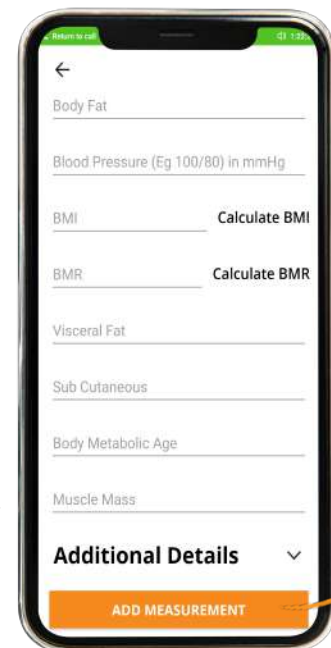 Return to call
Body Fat
Blood Pressure (Eg 100/80) in mmHg
BMI Calculate BMI
BMR Calculate BMR
Visceral Fat
Sub Cutaneous
Body Metabolic Age
Muscle Mass
Additional Details
ADD MEASUREMENT